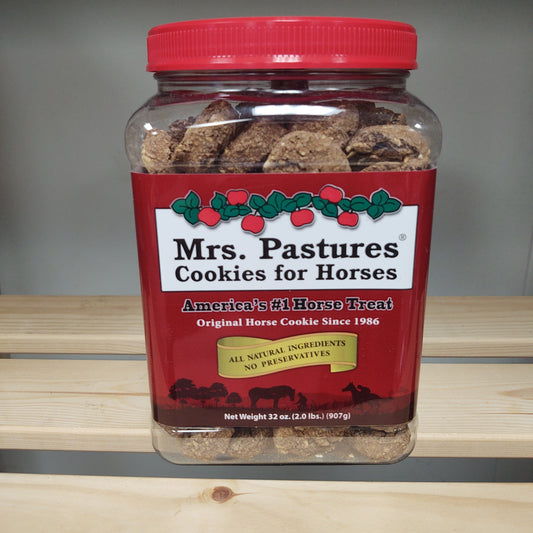 Mrs. Pastures®
Cookies for Horses
America's #1 Horse Treat
Original Horse Cookie Since 1986
ALL NATURAL INGREDIENTS
NO PRESERVATIVES
Net Weight 32 oz. (2.0 lbs.) (907g)